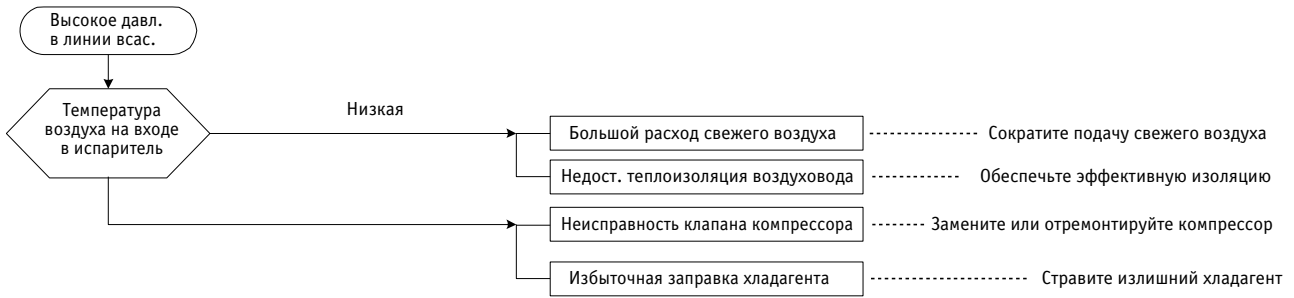 Высокое давл.
в линии всас.
Температура
воздуха на входе
в испаритель
Низкая
Большой расход свежего воздуха
Сократите подачу свежего воздуха
Недост. теплоизоляция воздуховода
Обеспечьте эффективную изоляцию
Неисправность клапана компрессора
Замените или отремонтируйте компрессор
Избыточная заправка хладагента
Стравите излишний хладагент